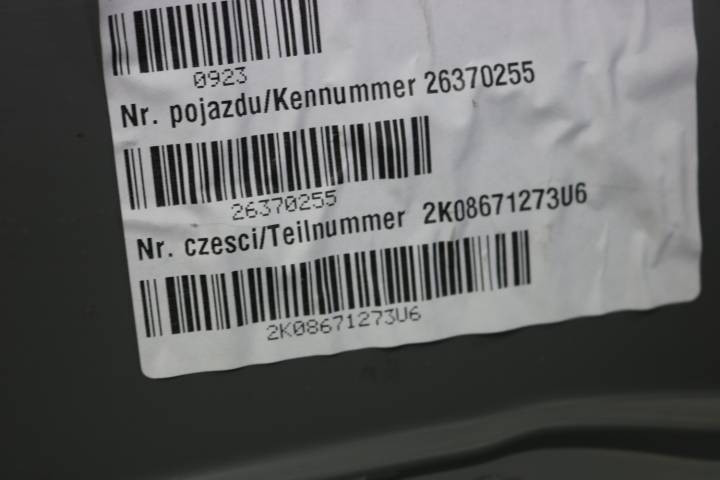 0923
Nr. pojazdu/Kennummer 26370255
26370255
Nr. czesci/Teilnummer 2K08671273U6
2K08671273U6